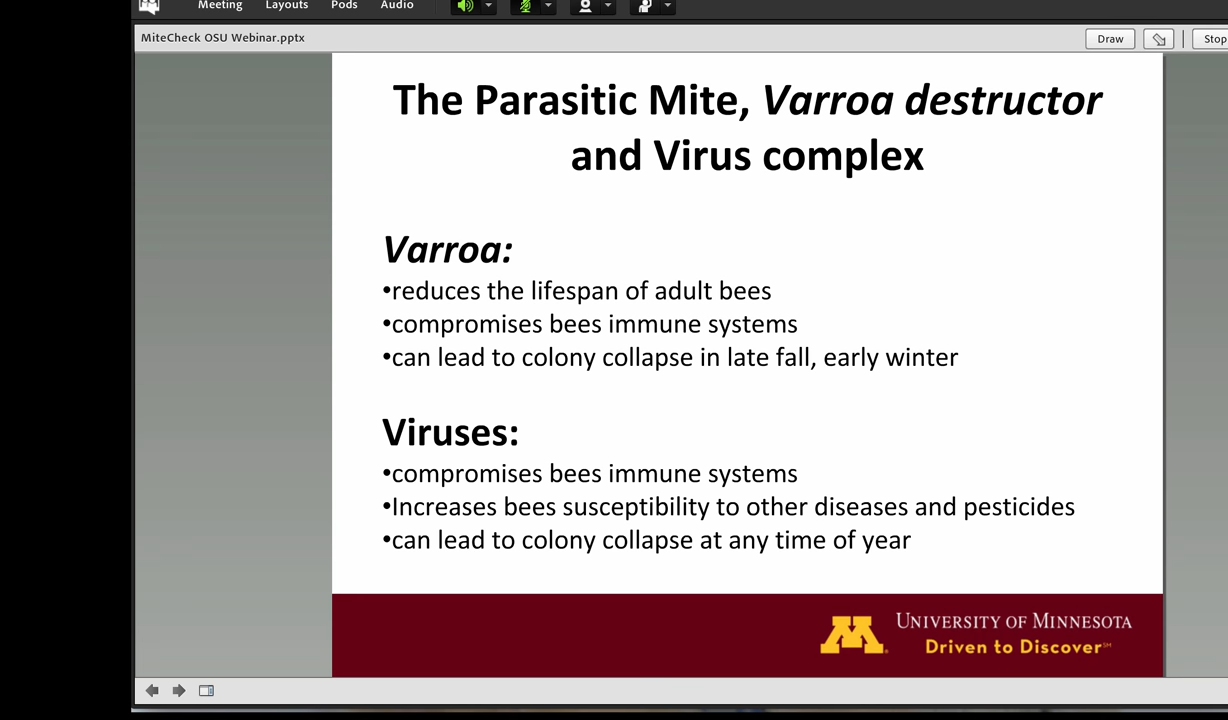 Meeting Layouts Pods Audio
MiteCheck OSU Webinar.pptx
Draw
Stop
The Parasitic Mite, Varroa destructor
and Virus complex
Varroa:
•reduces the lifespan of adult bees
•compromises bees immune systems
•can lead to colony collapse in late fall, early winter
Viruses:
•compromises bees immune systems
•Increases bees susceptibility to other diseases and pesticides
•can lead to colony collapse at any time of year
M
UNIVERSITY OF MINNESOTA
Driven to Discover℠